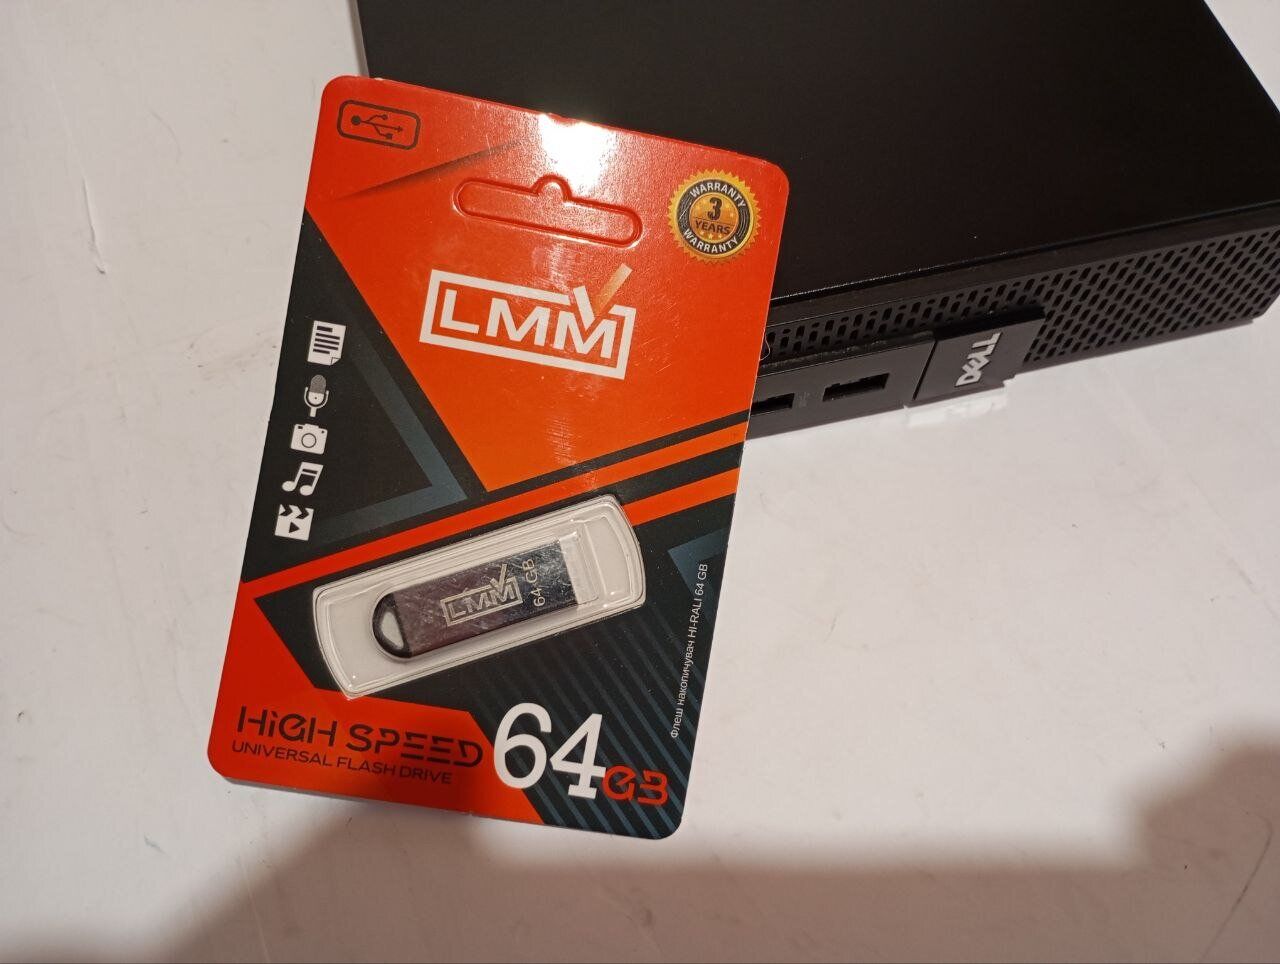 WARRANTY
3
YEARS
WARRANTY
LMM
DELL
LMM
64 GB
Флеш накопичувач HI-RALI 64 GB
HiGH SPEED
UNIVERSAL FLASH DRIVE
64GB